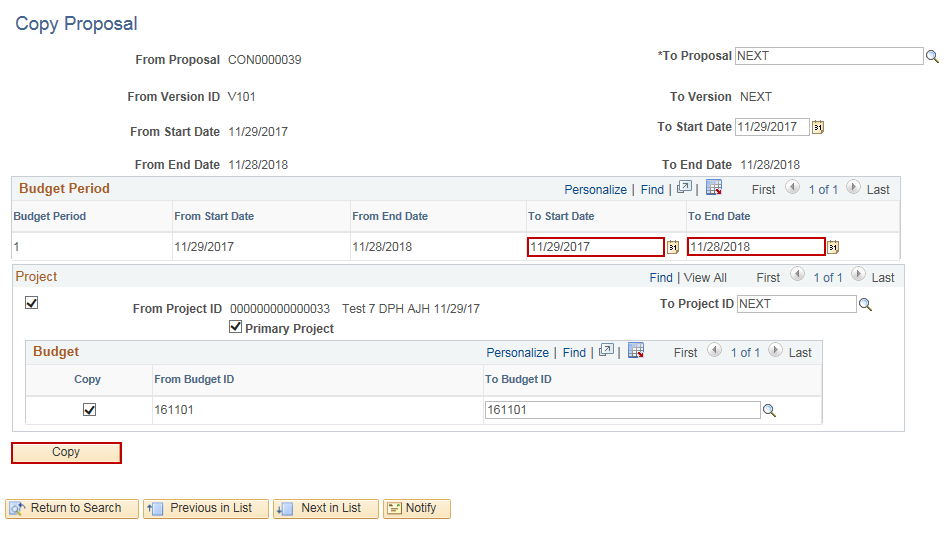 Copy Proposal
From Proposal CON0000039 *To Proposal NEXT
From Version ID V101 To Version NEXT
From Start Date 11/29/2017 To Start Date 11/29/2017 31
From End Date 11/28/2018 To End Date 11/28/2018
Budget Period Personalize | Find | | First 1 of 1 Last
Budget Period From Start Date From End Date To Start Date To End Date
1 11/29/2017 11/28/2018 11/29/2017 31 11/28/2018 31
Project Find | View All First 1 of 1 Last
From Project ID 000000000000033 Test 7 DPH AJH 11/29/17 To Project ID NEXT
Primary Project
Budget Personalize | Find | | First 1 of 1 Last
Copy From Budget ID To Budget ID
161101 161101
Copy
Return to Search Previous in List Next in List Notify